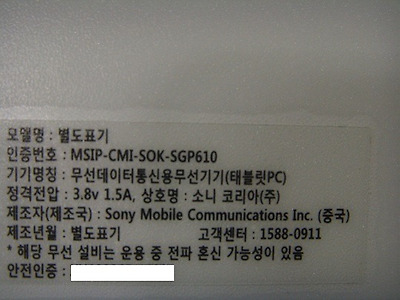 모델명 : 별도표기
인증번호 : MSIP-CMI-SOK-SGP610
기기명칭 : 무선데이터통신용무선기기(태블릿PC)
정격전압 : 3.8v 1.5A, 상호명 : 소니 코리아(주)
제조자(제조국) : Sony Mobile Communications Inc. (중국)
제조년월 : 별도표기 고객센터 : 1588-0911
* 해당 무선 설비는 운용 중 전파 혼신 가능성이 있음
안전인증 :